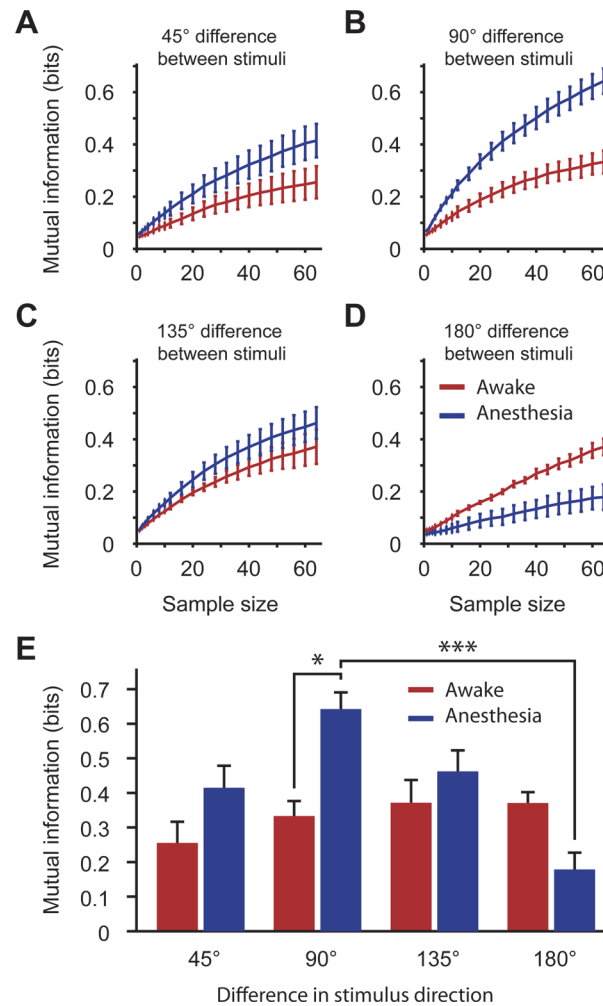 A
45° difference
between stimuli
Mutual information (bits)
0.6
0.4
0.2
0
0 20 40 60
B
90° difference
between stimuli
0.6
0.4
0.2
0
0 20 40 60
C
135° difference
between stimuli
Mutual information (bits)
0.6
0.4
0.2
0
0 20 40 60
Sample size
D
180° difference
between stimuli
Awake
Anesthesia
0.6
0.4
0.2
0
0 20 40 60
Sample size
E
Mutual information (bits)
0.7
0.6
0.5
0.4
0.3
0.2
0.1
0
* ***
Awake
Anesthesia
45° 90° 135° 180°
Difference in stimulus direction